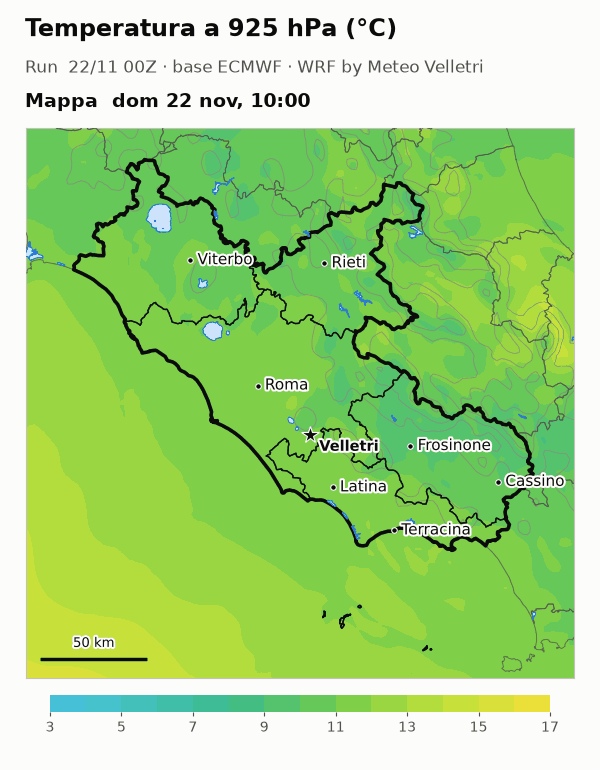 Temperatura a 925 hPa (°C)
Run  22/11 00Z · base ECMWF · WRF by Meteo Velletri
Mappa  dom 22 nov, 10:00
Viterbo
Rieti
Roma
Velletri
Frosinone
Cassino
Latina
Terracina
50 km
3 5 7 9 11 13 15 17